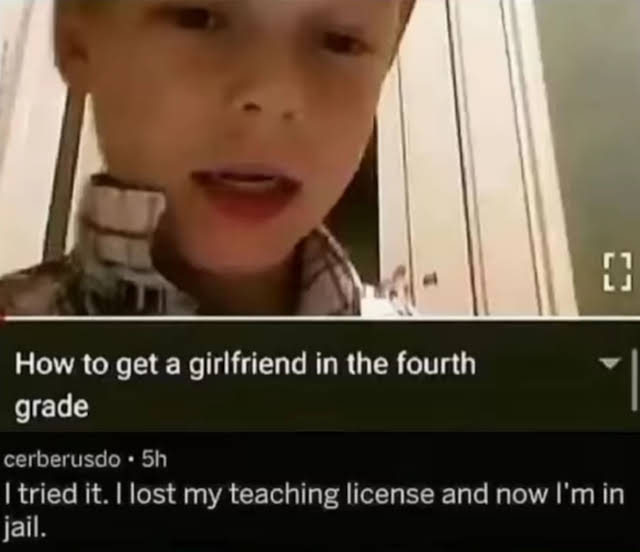 How to get a girlfriend in the fourth
grade
cerberusdo • 5h
I tried it. I lost my teaching license and now I'm in
jail.